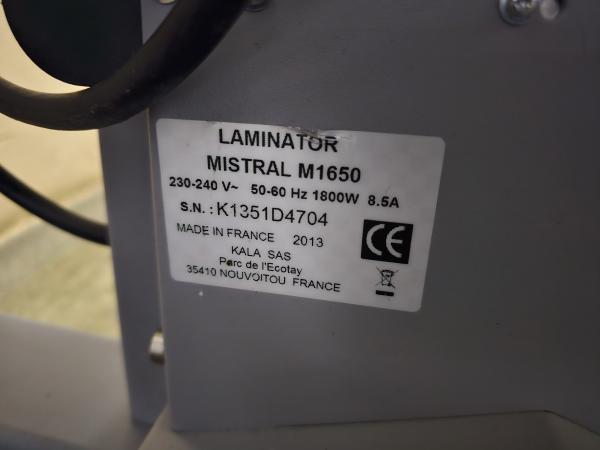 LAMINATOR
MISTRAL M1650
230-240 V~ 50-60 Hz 1800W 8.5A
S.N. : K1351D4704
MADE IN FRANCE 2013
KALA SAS
Parc de l'Ecotay
35410 NOUVOITOU FRANCE
CE